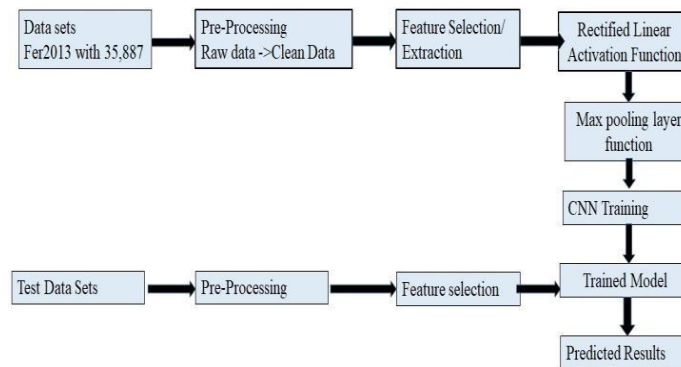 Data sets
Fer2013 with 35,887
Pre-Processing
Raw data ->Clean Data
Feature Selection/
Extraction
Rectified Linear
Activation Function
Max pooling layer
function
CNN Training
Test Data Sets
Pre-Processing
Feature selection
Trained Model
Predicted Results